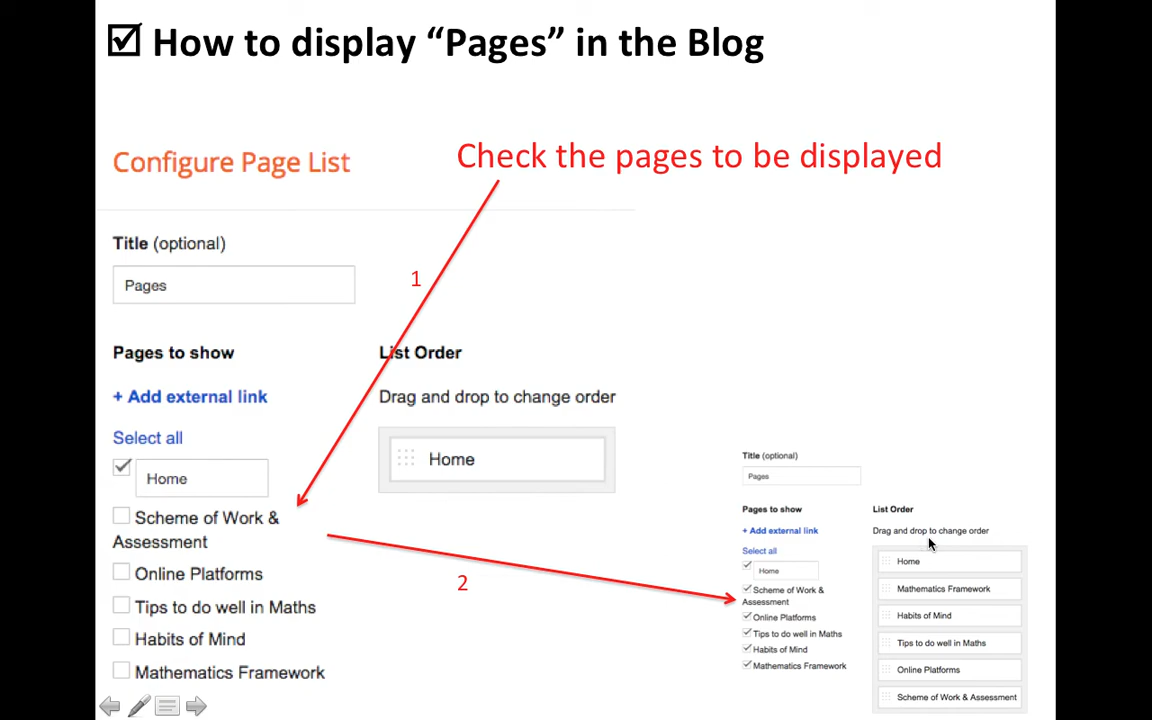 How to display “Pages” in the Blog
Configure Page List
Check the pages to be displayed
1
Title (optional)
Pages
Pages to show
+ Add external link
Select all
Home
Scheme of Work &
Assessment
Online Platforms
Tips to do well in Maths
Habits of Mind
Mathematics Framework
List Order
Drag and drop to change order
Home
2
Title (optional)
Pages
Pages to show
+ Add external link
Select all
Home
Scheme of Work &
Assessment
Online Platforms
Tips to do well in Maths
Habits of Mind
Mathematics Framework
List Order
Drag and drop to change order
Home
Mathematics Framework
Habits of Mind
Tips to do well in Maths
Online Platforms
Scheme of Work & Assessment